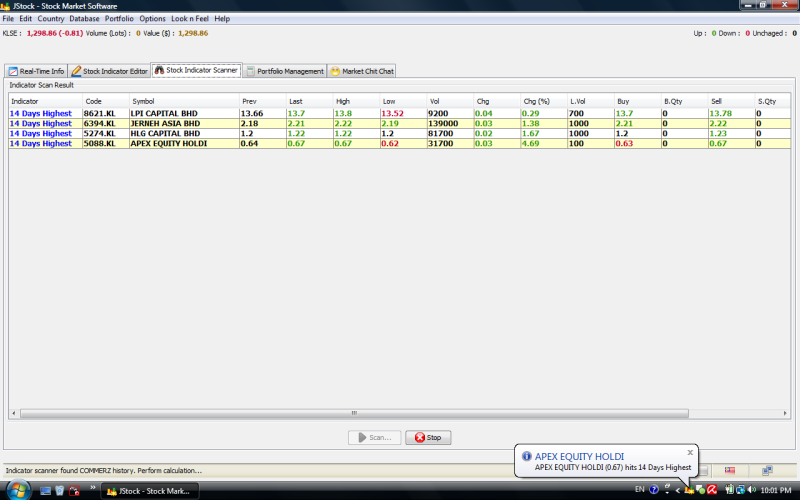 JStock - Stock Market Software
File Edit Country Database Portfolio Options Look n Feel Help
KLSE : 1,298.86 (-0.81) Volume (Lots) : 0 Value ($) : 1,298.86 Up : 0 Down : 0 Unchaged : 0
Real-Time Info Stock Indicator Editor Stock Indicator Scanner Portfolio Management Market Chit Chat
Indicator Scan Result
Indicator Code Symbol Prev Last High Low Vol Chg Chg (%) L.Vol Buy B.Qty Sell S.Qty
14 Days Highest 8621.KL LPI CAPITAL BHD 13.66 13.7 13.8 13.52 9200 0.04 0.29 700 13.7 0 13.78 0
14 Days Highest 6394.KL JERNEH ASIA BHD 2.18 2.21 2.22 2.19 139000 0.03 1.38 1000 2.21 0 2.22 0
14 Days Highest 5274.KL HLG CAPITAL BHD 1.2 1.22 1.22 1.2 81700 0.02 1.67 1000 1.2 0 1.23 0
14 Days Highest 5088.KL APEX EQUITY HOLDI 0.64 0.67 0.67 0.62 31700 0.03 4.69 100 0.63 0 0.67 0
Scan... Stop
APEX EQUITY HOLDI
APEX EQUITY HOLDI (0.67) hits 14 Days Highest
Indicator scanner found COMMERZ history. Perform calculation...
JStock - Stock Mark... EN 10:01 PM